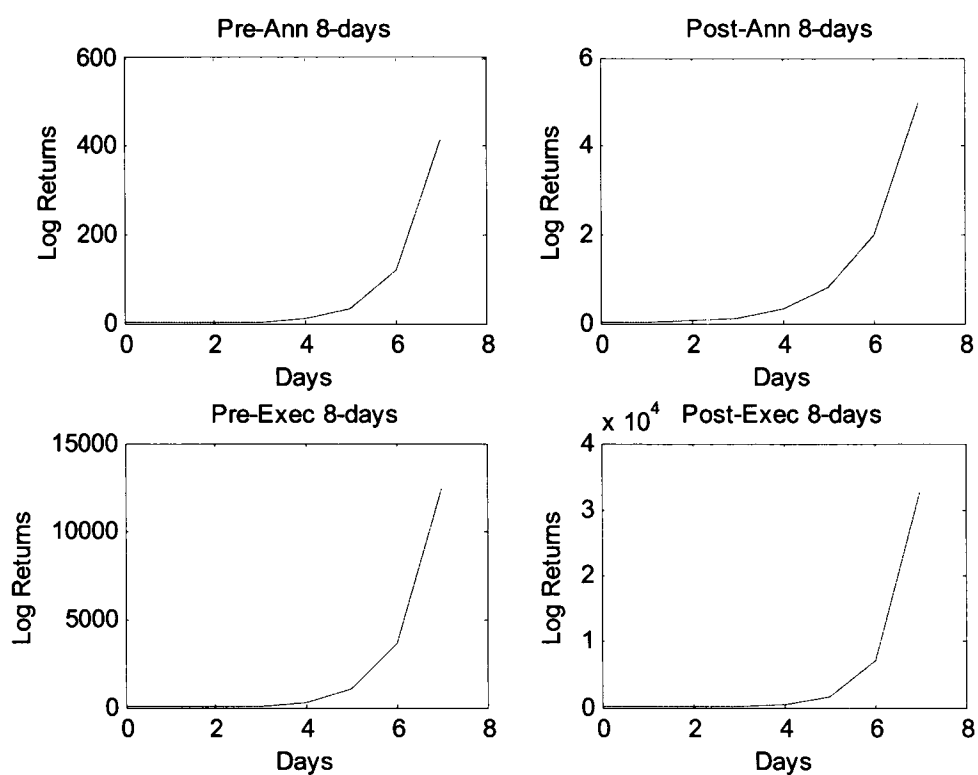 Pre-Ann 8-days
600
400
200
0
Log Returns
0 2 4 6 8
Days
Post-Ann 8-days
6
4
2
0
Log Returns
0 2 4 6 8
Days
Pre-Exec 8-days
15000
10000
5000
0
Log Returns
0 2 4 6 8
Days
x 10^4 Post-Exec 8-days
4
3
2
1
0
Log Returns
0 2 4 6 8
Days